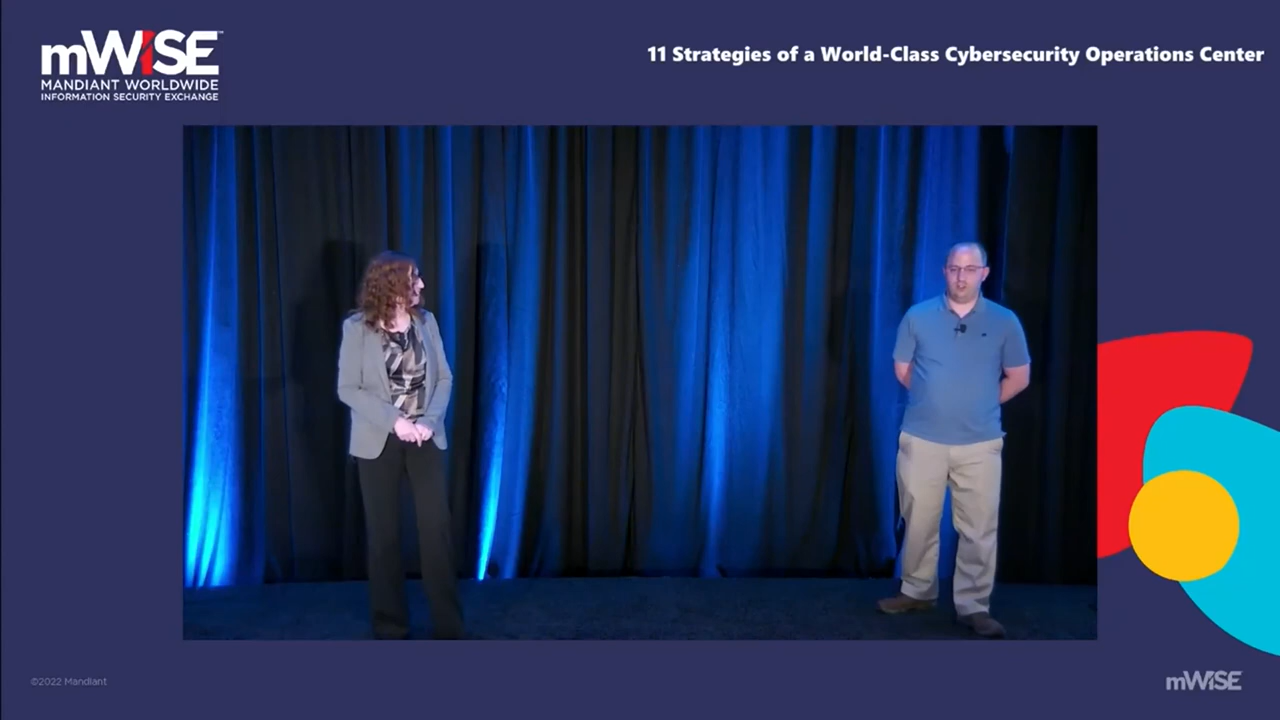 mWISE™
MANDIANT WORLDWIDE
INFORMATION SECURITY EXCHANGE
11 Strategies of a World-Class Cybersecurity Operations Center
©2022 Mandiant
mWISE